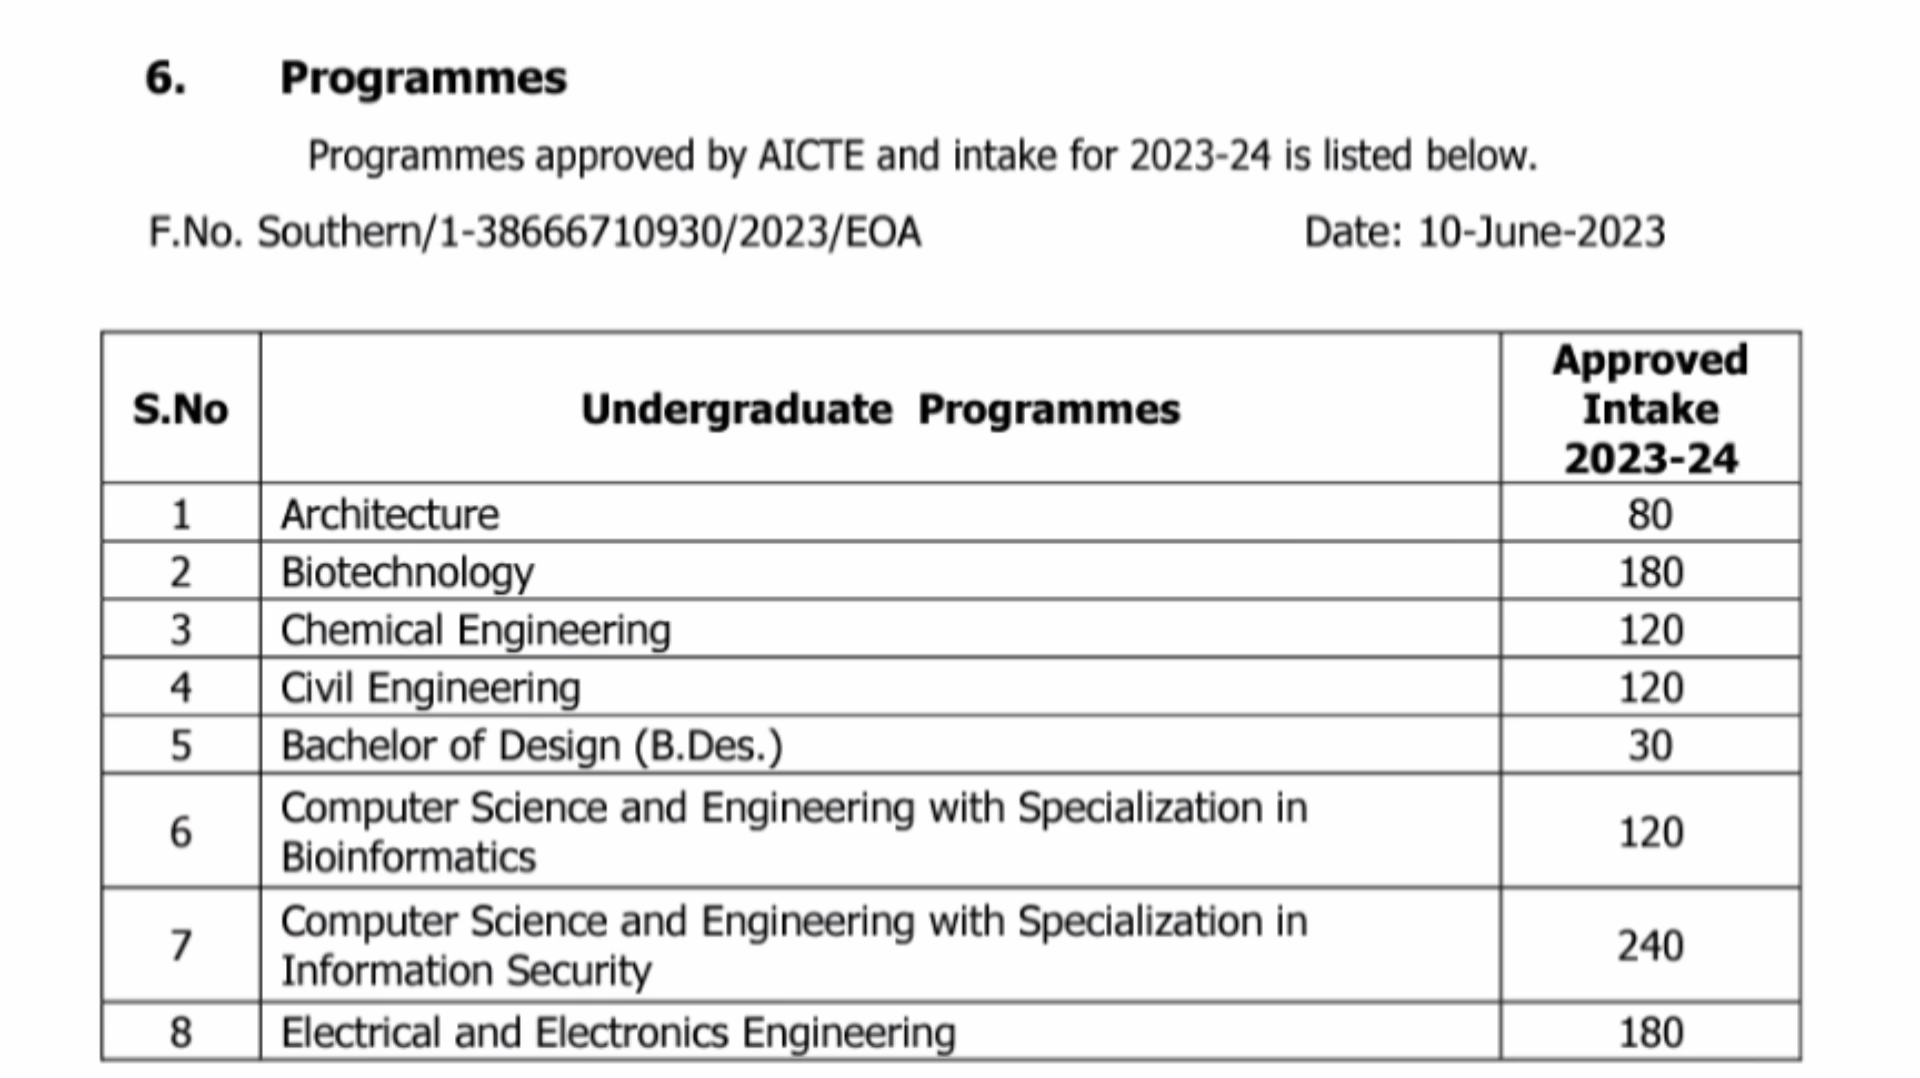 6. Programmes
Programmes approved by AICTE and intake for 2023-24 is listed below.
F.No. Southern/1-38666710930/2023/EOA Date: 10-June-2023
S.No Undergraduate Programmes Approved Intake 2023-24
1 Architecture 80
2 Biotechnology 180
3 Chemical Engineering 120
4 Civil Engineering 120
5 Bachelor of Design (B.Des.) 30
6 Computer Science and Engineering with Specialization in
Bioinformatics 120
7 Computer Science and Engineering with Specialization in
Information Security 240
8 Electrical and Electronics Engineering 180